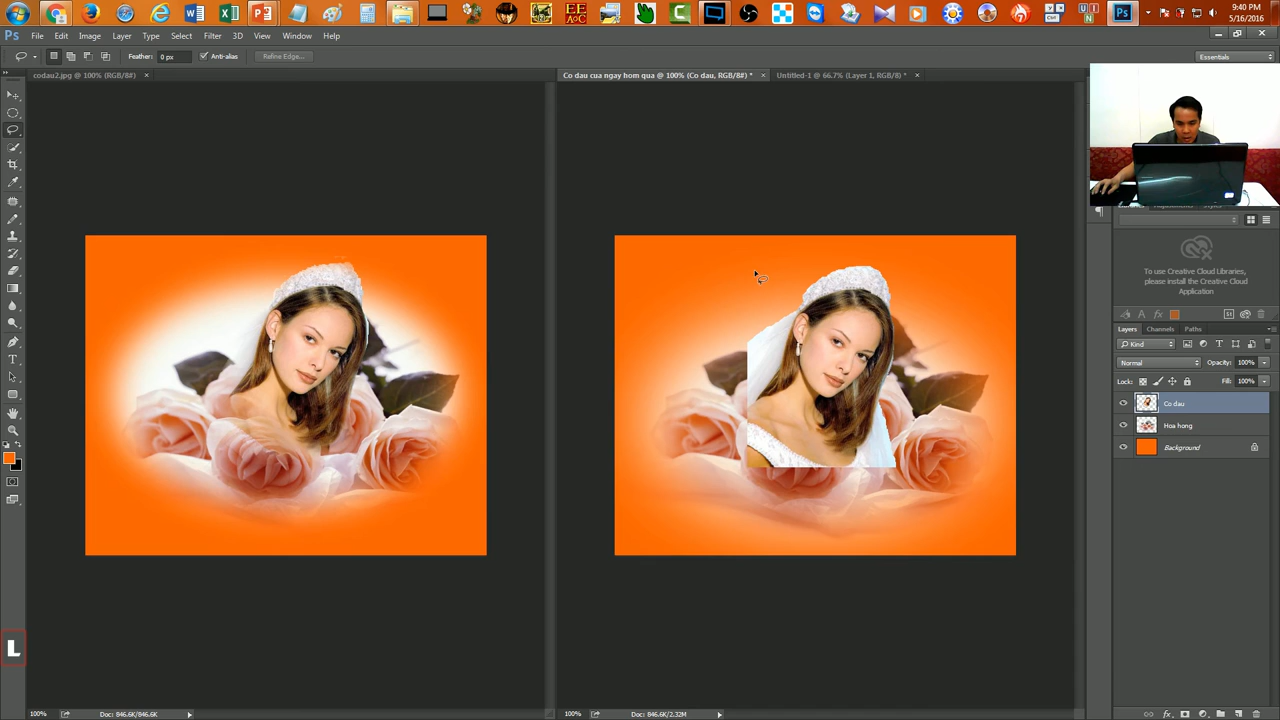 9:40 PM
5/16/2016
Ps File Edit Image Layer Type Select Filter 3D View Window Help
Feather: 0 px Anti-alias Refine Edge... Essentials
codau2.jpg @ 100% (RGB/8#) × Co dau cua ngay hom qua @ 100% (Co dau, RGB/8#) * × Untitled-1 @ 66.7% (Layer 1, RGB/8) * ×
To use Creative Cloud Libraries,
please install the Creative Cloud
Application
Layers Channels Paths
Kind
Normal Opacity: 100%
Lock: Fill: 100%
Co dau
Hoa hong
Background
L
100% Doc: 846.6K/846.6K 100% Doc: 846.6K/2.32M